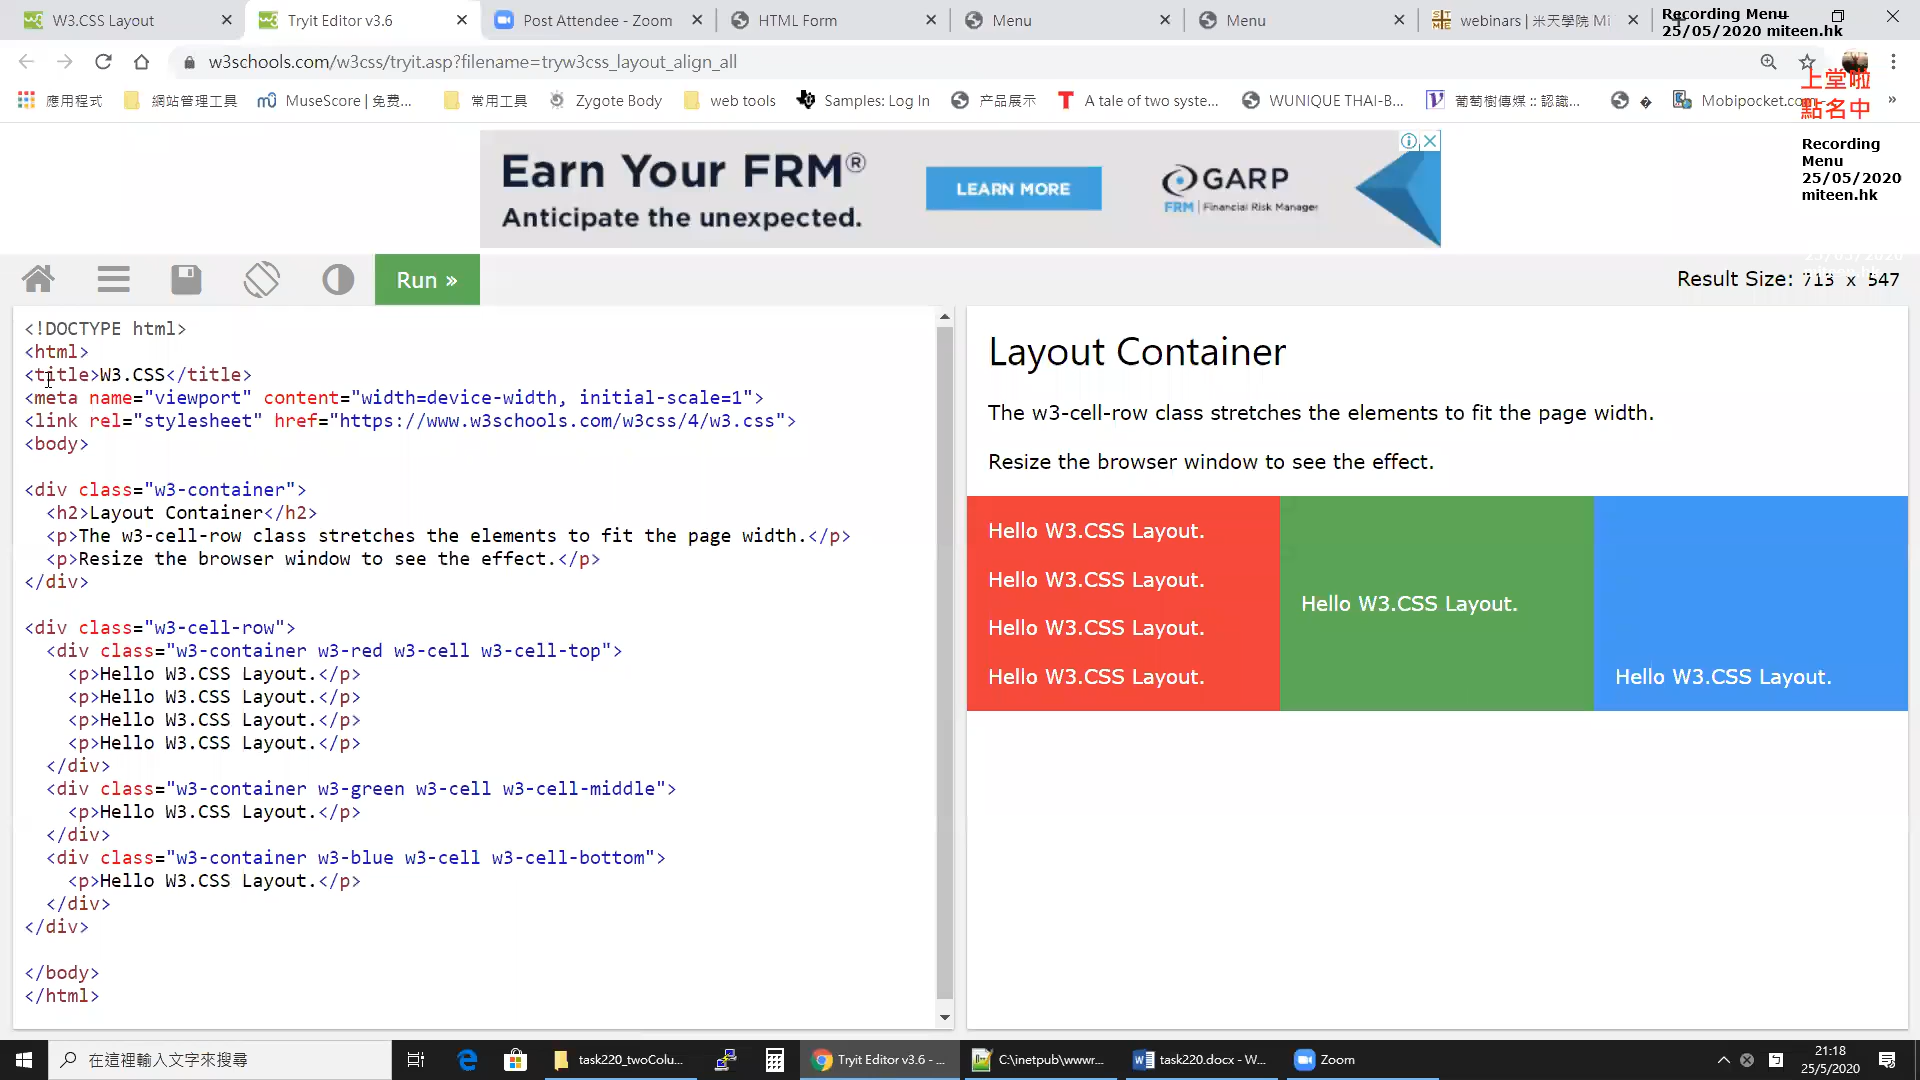 W3.CSS Layout
Tryit Editor v3.6
Post Attendee - Zoom
HTML Form
Menu
Menu
webinars | 米天學院 Mi
Recording Menu
25/05/2020 miteen.hk
w3schools.com/w3css/tryit.asp?filename=tryw3css_layout_align_all
應用程式
網站管理工具
MuseScore | 免费...
常用工具
Zygote Body
web tools
Samples: Log In
产品展示
A tale of two syste...
WUNIQUE THAI-B...
葡萄樹傳媒 :: 認識...
Mobipocket.com
»
上堂啦
點名中
Recording
Menu
25/05/2020
miteen.hk
Earn Your FRM®
Anticipate the unexpected.
LEARN MORE
GARP
FRM | Financial Risk Manager
25/05/2020
miteen.hk
Run »
Result Size: 713 x 547
<!DOCTYPE html>
<html>
<title>W3.CSS</title>
<meta name="viewport" content="width=device-width, initial-scale=1">
<link rel="stylesheet" href="https://www.w3schools.com/w3css/4/w3.css">
<body>
<div class="w3-container">
<h2>Layout Container</h2>
<p>The w3-cell-row class stretches the elements to fit the page width.</p>
<p>Resize the browser window to see the effect.</p>
</div>
<div class="w3-cell-row">
<div class="w3-container w3-red w3-cell w3-cell-top">
<p>Hello W3.CSS Layout.</p>
<p>Hello W3.CSS Layout.</p>
<p>Hello W3.CSS Layout.</p>
<p>Hello W3.CSS Layout.</p>
</div>
<div class="w3-container w3-green w3-cell w3-cell-middle">
<p>Hello W3.CSS Layout.</p>
</div>
<div class="w3-container w3-blue w3-cell w3-cell-bottom">
<p>Hello W3.CSS Layout.</p>
</div>
</div>
</body>
</html>
Layout Container
The w3-cell-row class stretches the elements to fit the page width.
Resize the browser window to see the effect.
Hello W3.CSS Layout.
Hello W3.CSS Layout.
Hello W3.CSS Layout.
Hello W3.CSS Layout.
Hello W3.CSS Layout.
Hello W3.CSS Layout.
在這裡輸入文字來搜尋
task220_twoColu...
Tryit Editor v3.6 - ...
C:\inetpub\wwwr...
task220.docx - W...
Zoom
21:18
25/5/2020